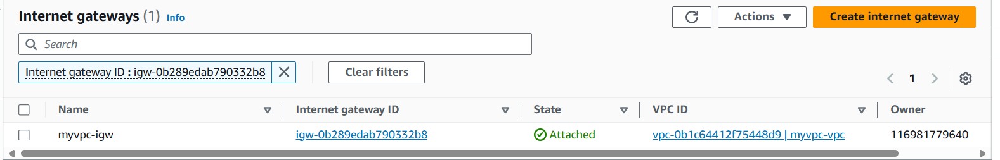 Internet gateways (1) Info
Actions
Create internet gateway
Search
Internet gateway ID : igw-0b289edab790332b8
Clear filters
1
Name Internet gateway ID State VPC ID Owner
myvpc-igw igw-0b289edab790332b8 Attached vpc-0b1c64412f75448d9 | myvpc-vpc 116981779640